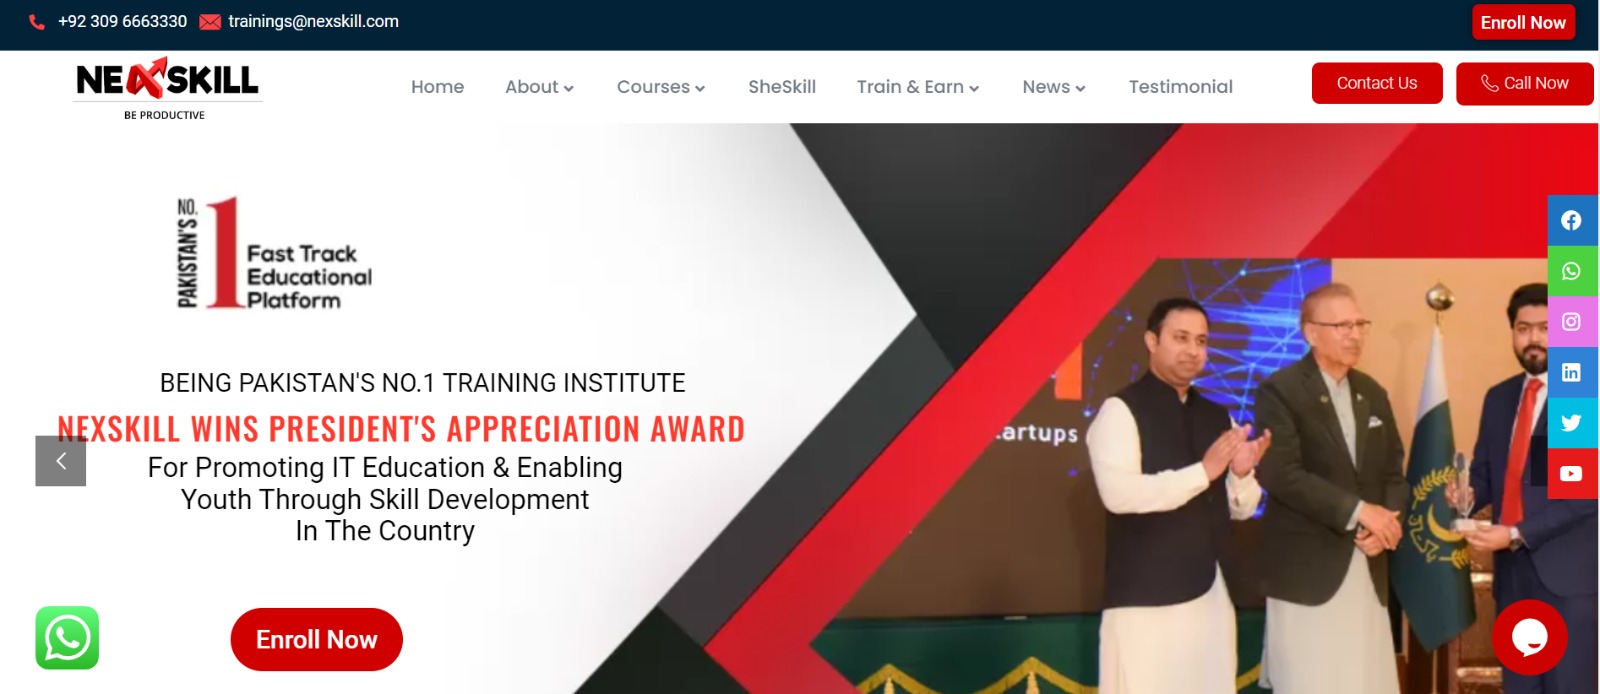 +92 309 6663330 trainings@nexskill.com Enroll Now
NEXSKILL
BE PRODUCTIVE
Home About Courses SheSkill Train & Earn News Testimonial Contact Us Call Now
PAKISTAN'S NO. 1
Fast Track
Educational
Platform
BEING PAKISTAN'S NO.1 TRAINING INSTITUTE
NEXSKILL WINS PRESIDENT'S APPRECIATION AWARD
For Promoting IT Education & Enabling
Youth Through Skill Development
In The Country
artups
Enroll Now